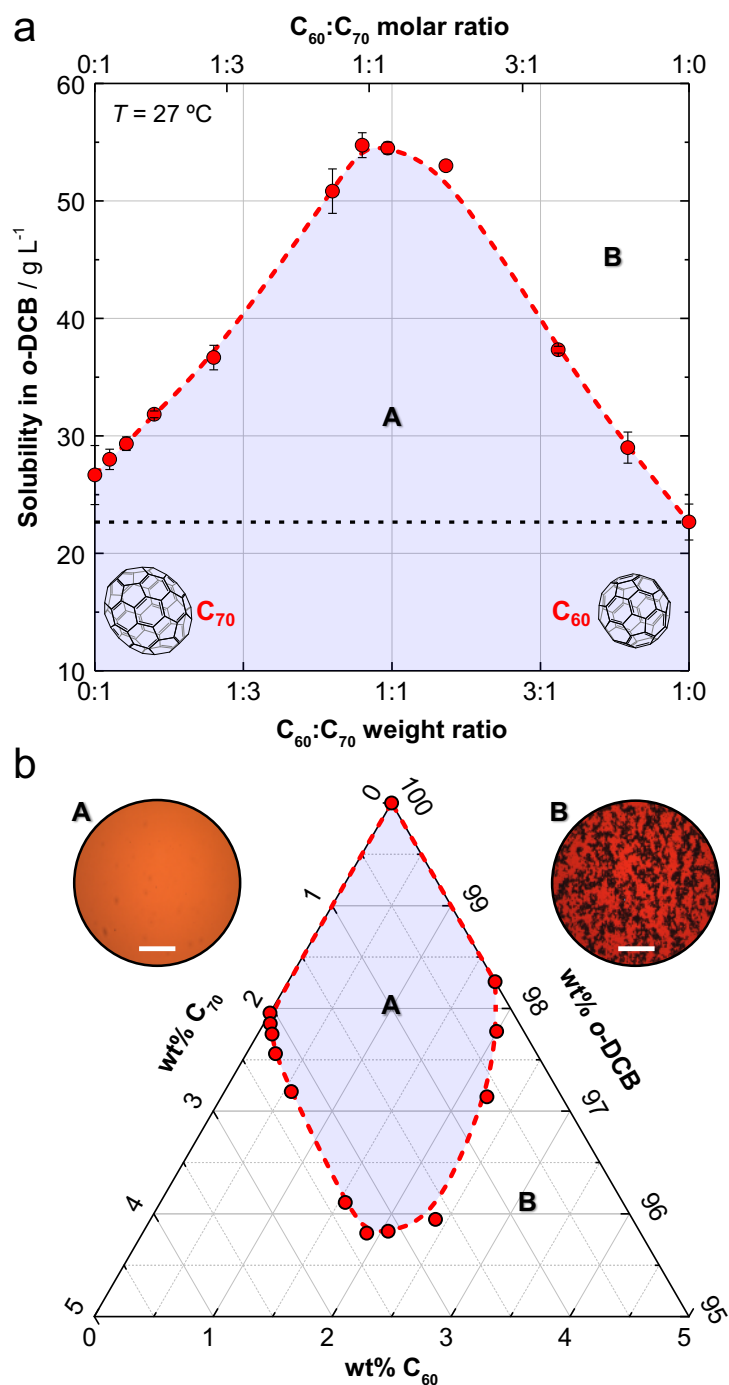 a
C₆₀:C₇₀ molar ratio
0:1 1:3 1:1 3:1 1:0
T = 27 ºC
Solubility in o-DCB / g L⁻¹
60
50
40
30
20
10
B
A
C₇₀
C₆₀
0:1 1:3 1:1 3:1 1:0
C₆₀:C₇₀ weight ratio
b
A
B
0 100
1 99
2 98
3 97
4 96
5 95
wt% C₇₀
wt% o-DCB
A
B
0 1 2 3 4 5
wt% C₆₀